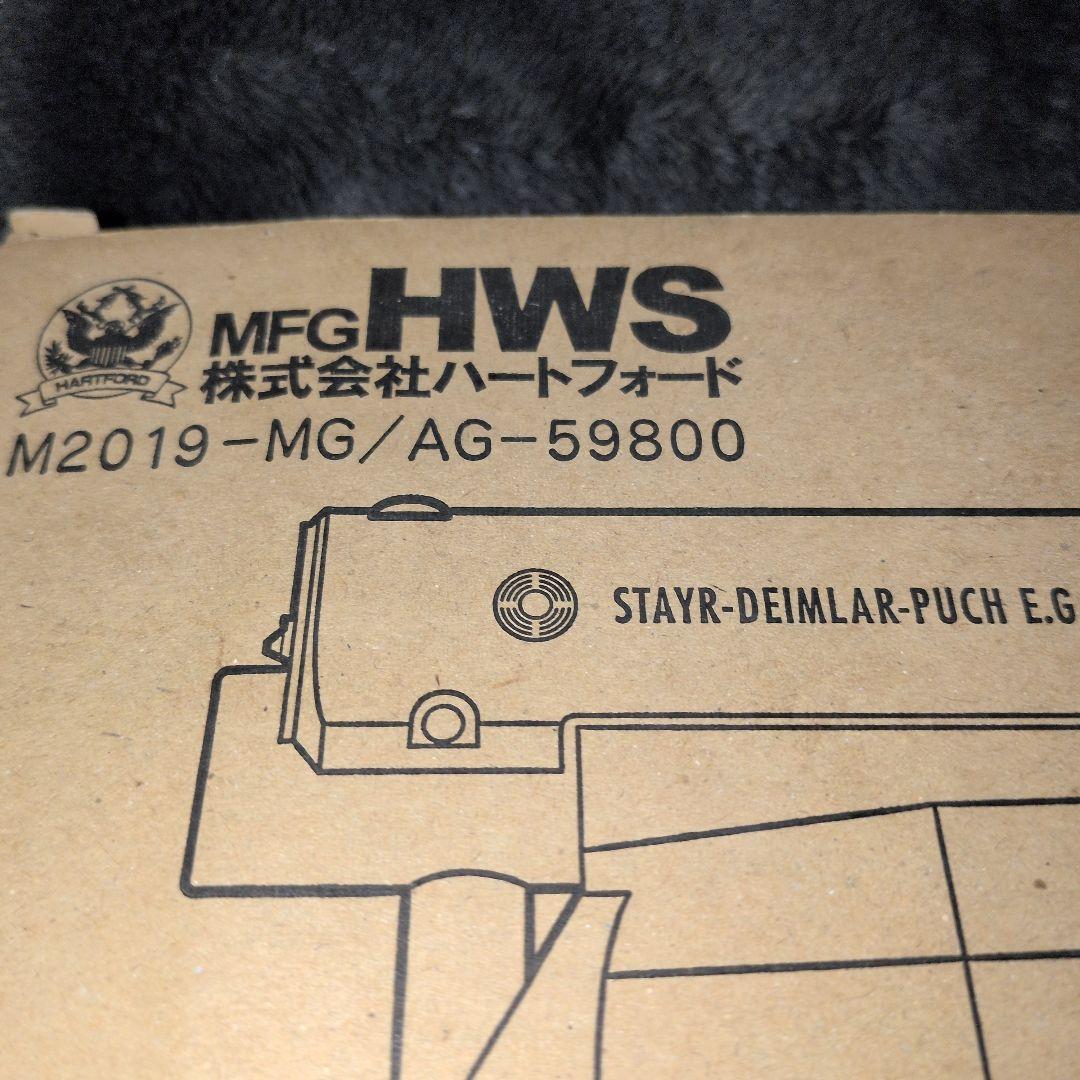 HARTFORD
MFG HWS
株式会社ハートフォード
M2019-MG/AG-59800
STAYR-DEIMLAR-PUCH E.G